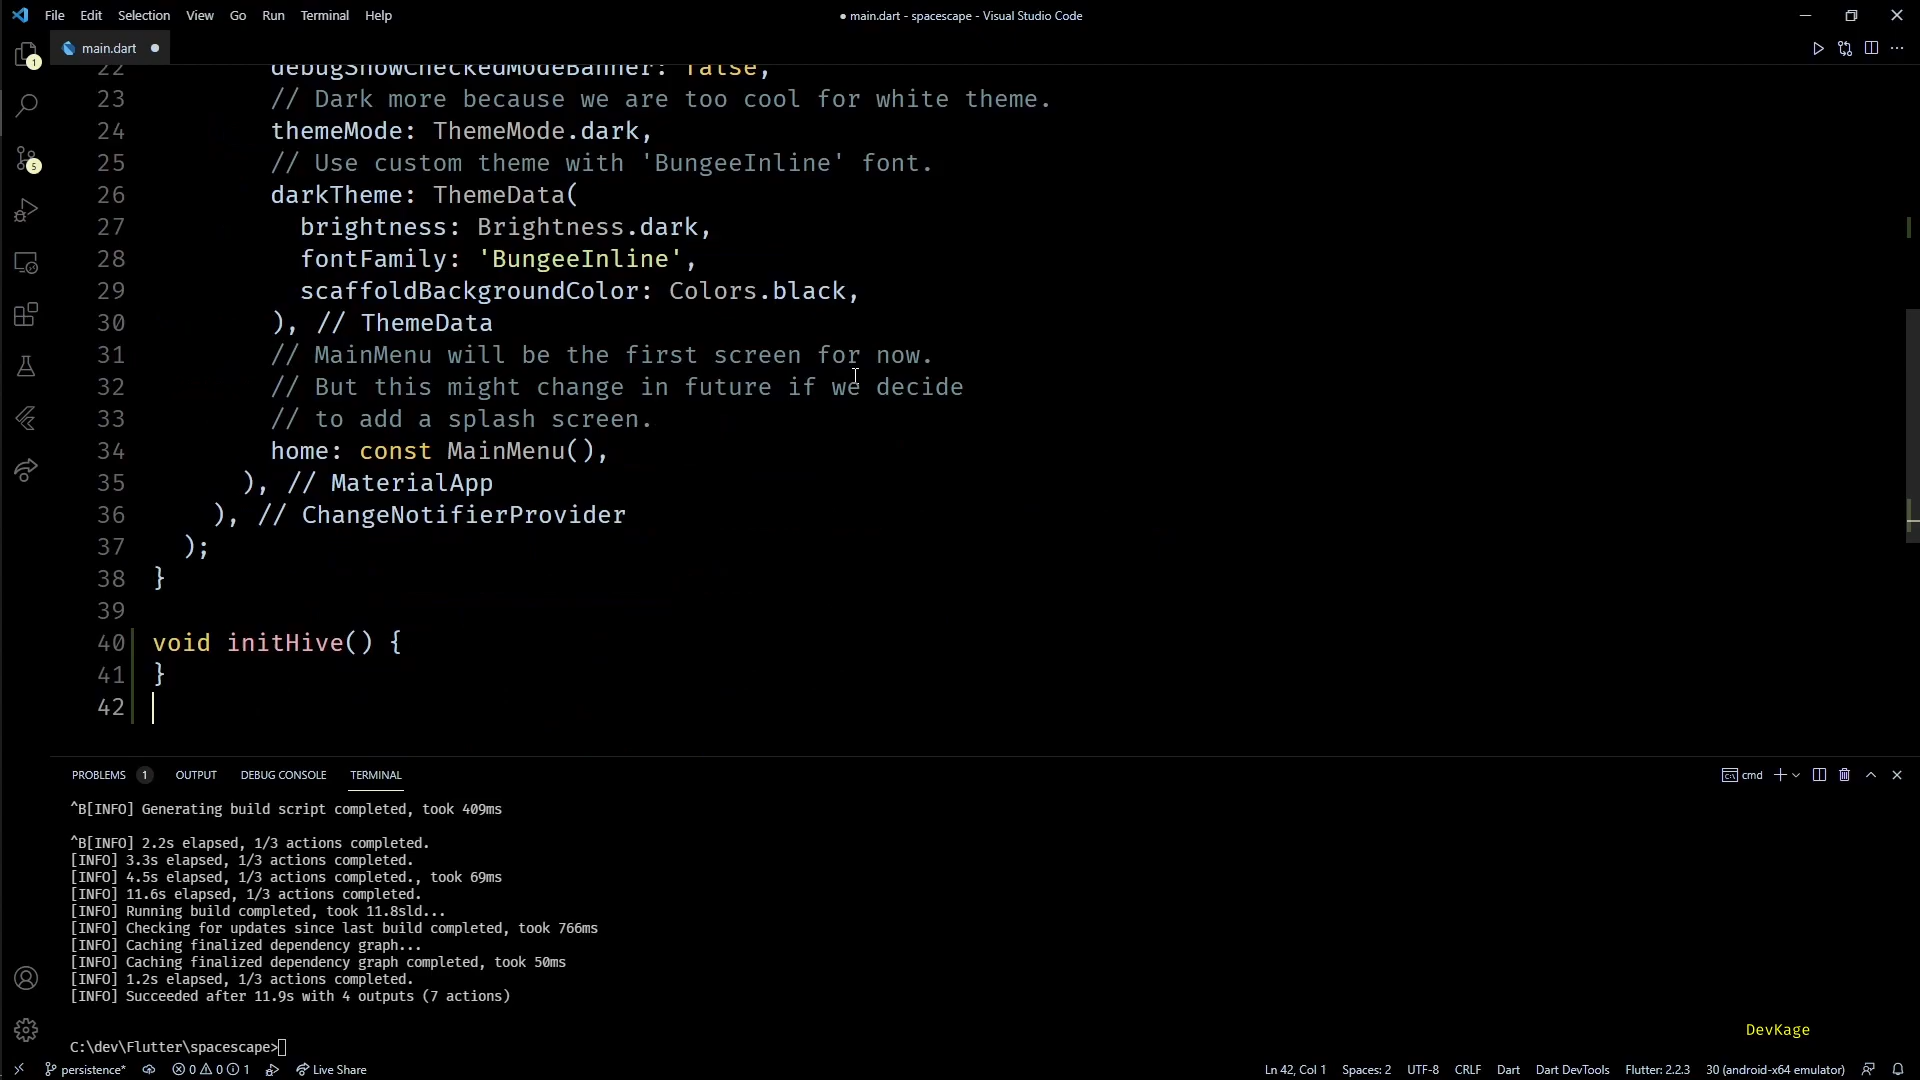 File Edit Selection View Go Run Terminal Help
● main.dart - spacescape - Visual Studio Code
main.dart ●
22 debugShowCheckedModeBanner: false,
23 // Dark more because we are too cool for white theme.
24 themeMode: ThemeMode.dark,
25 // Use custom theme with 'BungeeInline' font.
26 darkTheme: ThemeData(
27 brightness: Brightness.dark,
28 fontFamily: 'BungeeInline',
29 scaffoldBackgroundColor: Colors.black,
30 ), // ThemeData
31 // MainMenu will be the first screen for now.
32 // But this might change in future if we decide
33 // to add a splash screen.
34 home: const MainMenu(),
35 ), // MaterialApp
36 ), // ChangeNotifierProvider
37 );
38 }
39
40 void initHive() {
41 }
42
1
5
PROBLEMS 1 OUTPUT DEBUG CONSOLE TERMINAL
cmd
^B[INFO] Generating build script completed, took 409ms
^B[INFO] 2.2s elapsed, 1/3 actions completed.
[INFO] 3.3s elapsed, 1/3 actions completed.
[INFO] 4.5s elapsed, 1/3 actions completed., took 69ms
[INFO] 11.6s elapsed, 1/3 actions completed.
[INFO] Running build completed, took 11.8sld...
[INFO] Checking for updates since last build completed, took 766ms
[INFO] Caching finalized dependency graph...
[INFO] Caching finalized dependency graph completed, took 50ms
[INFO] 1.2s elapsed, 1/3 actions completed.
[INFO] Succeeded after 11.9s with 4 outputs (7 actions)
DevKage
C:\dev\Flutter\spacescape>
persistence* 0 0 1 Live Share
Ln 42, Col 1 Spaces: 2 UTF-8 CRLF Dart Dart DevTools Flutter: 2.2.3 30 (android-x64 emulator)